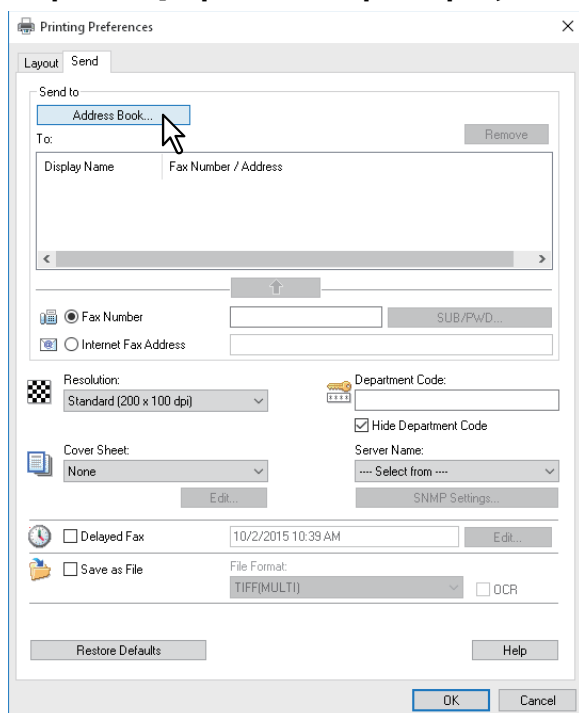 Printing Preferences
Layout Send
Send to
Address Book...
To: Remove
Display Name Fax Number / Address
Fax Number SUB/PWD...
Internet Fax Address
Resolution: Department Code:
Standard (200 x 100 dpi)
Hide Department Code
Cover Sheet: Server Name:
None ---- Select from ----
Edit... SNMP Settings...
Delayed Fax 10/2/2015 10:39 AM Edit...
Save as File File Format:
TIFF(MULTI) OCR
Restore Defaults Help
OK Cancel